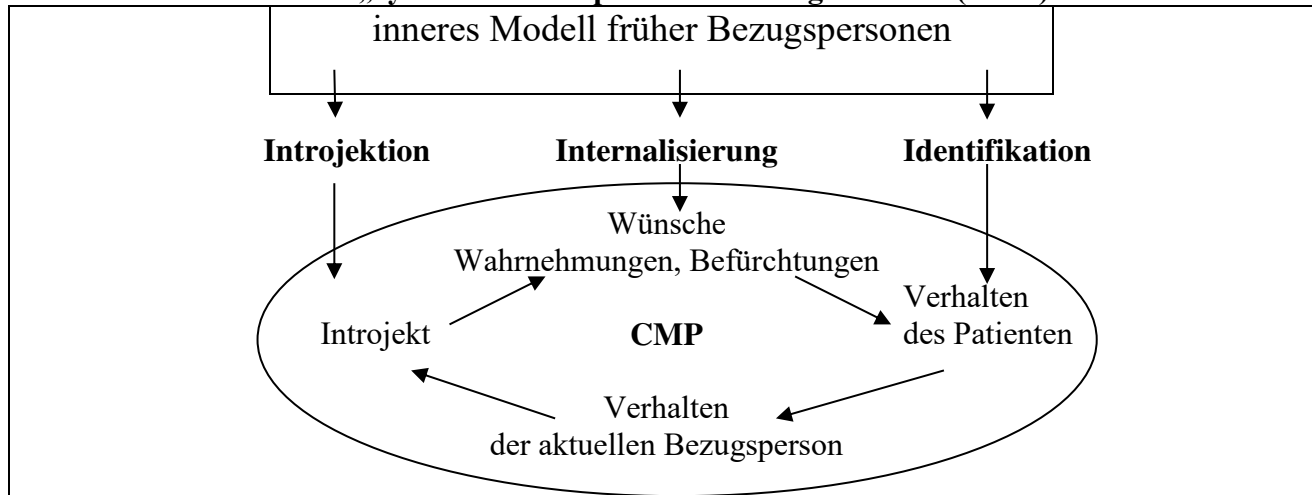 inneres Modell früher Bezugspersonen
Introjektion Internalisierung Identifikation
Wünsche
Wahrnehmungen, Befürchtungen
Verhalten
des Patienten
Introjekt
CMP
Verhalten
der aktuellen Bezugsperson